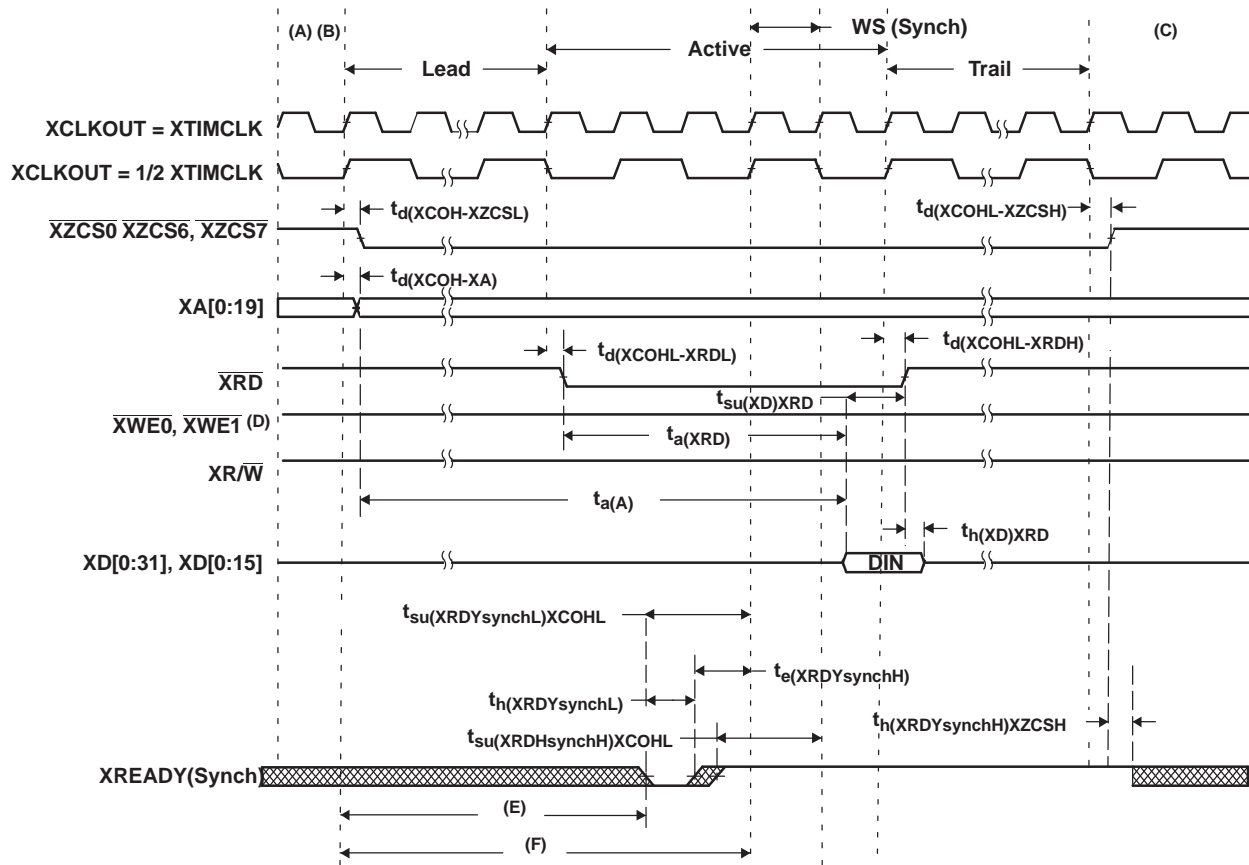 (A) (B)
WS (Synch)
(C)
Active
Lead
Trail
XCLKOUT = XTIMCLK
XCLKOUT = 1/2 XTIMCLK
td(XCOH-XZCSL)
td(XCOHL-XZCSH)
XZCS0 XZCS6, XZCS7
td(XCOH-XA)
XA[0:19]
td(XCOHL-XRDL)
td(XCOHL-XRDH)
XRD
tsu(XD)XRD
XWE0, XWE1 (D)
ta(XRD)
XR/W
ta(A)
th(XD)XRD
XD[0:31], XD[0:15]
DIN
tsu(XRDYsynchL)XCOHL
te(XRDYsynchH)
th(XRDYsynchL)
th(XRDYsynchH)XZCSH
tsu(XRDHsynchH)XCOHL
XREADY(Synch)
(E)
(F)